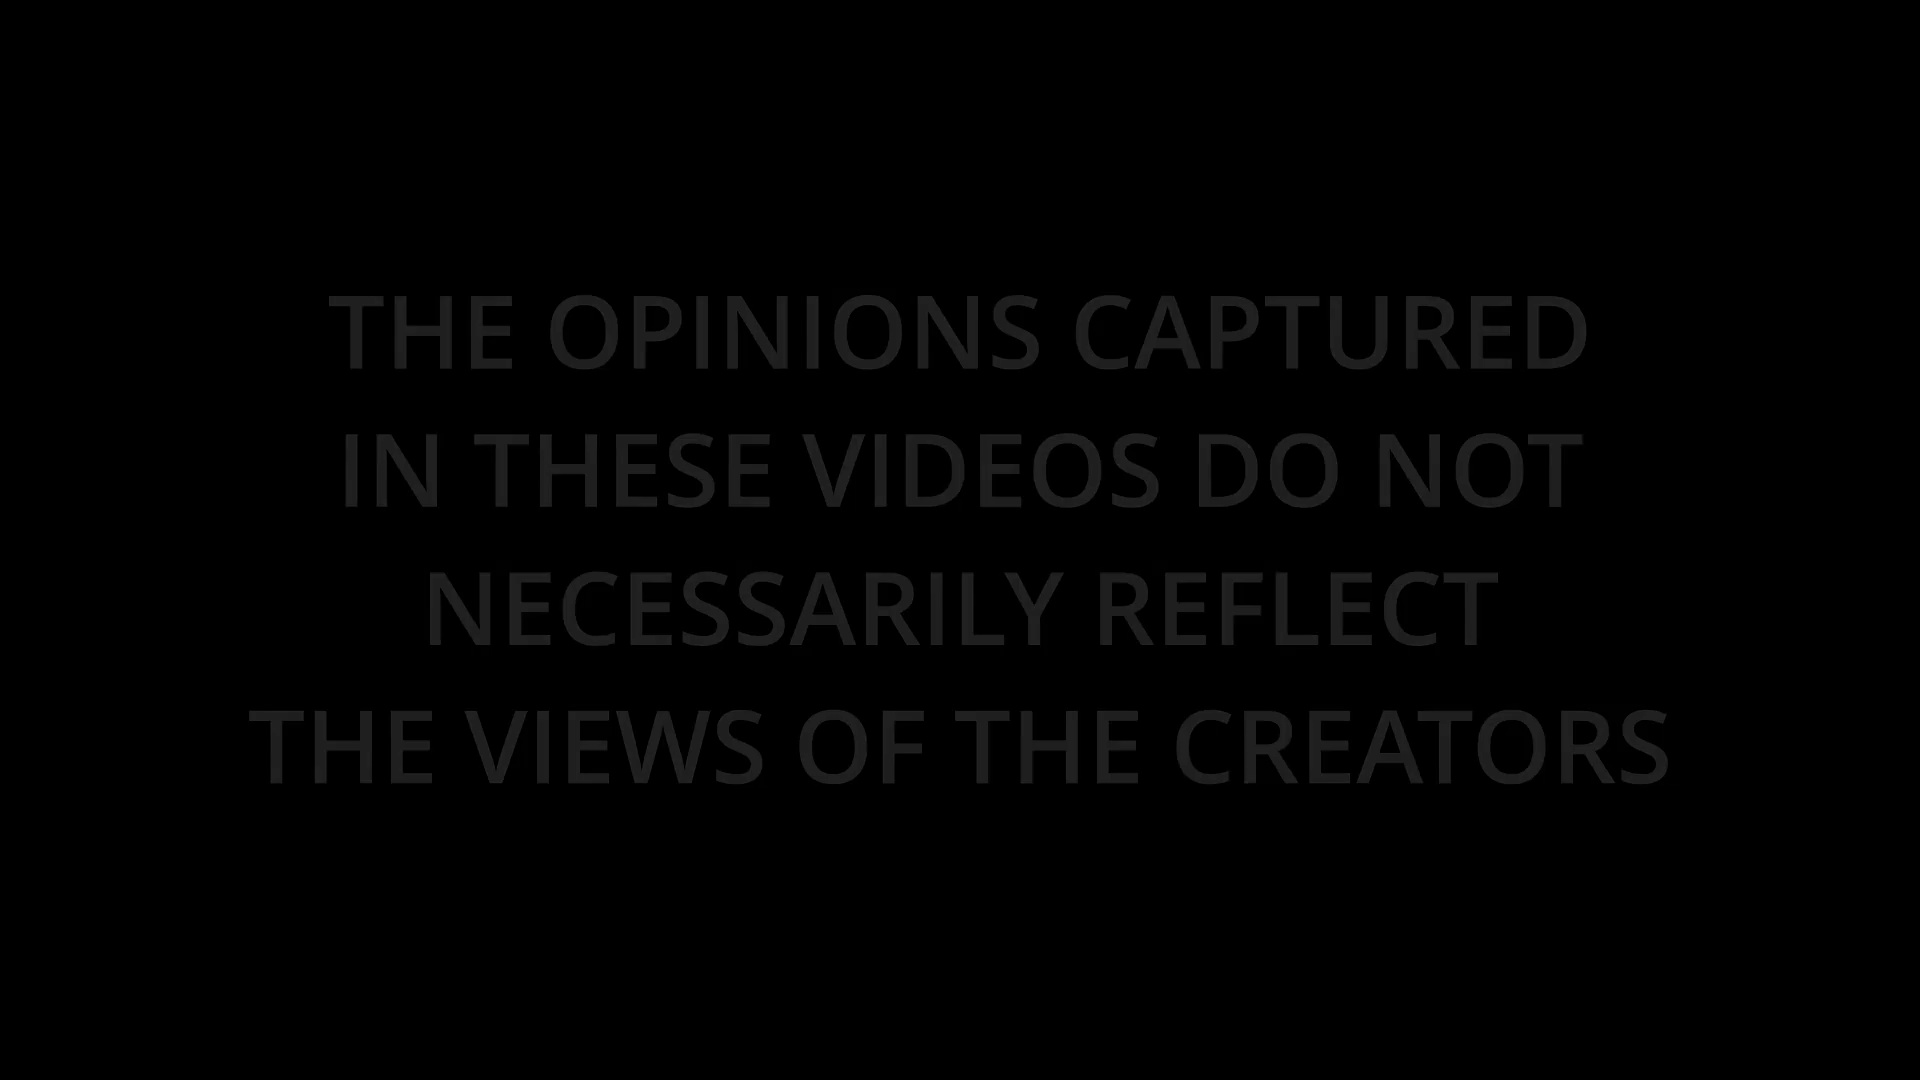 THE OPINIONS CAPTURED
IN THESE VIDEOS DO NOT
NECESSARILY REFLECT
THE VIEWS OF THE CREATORS